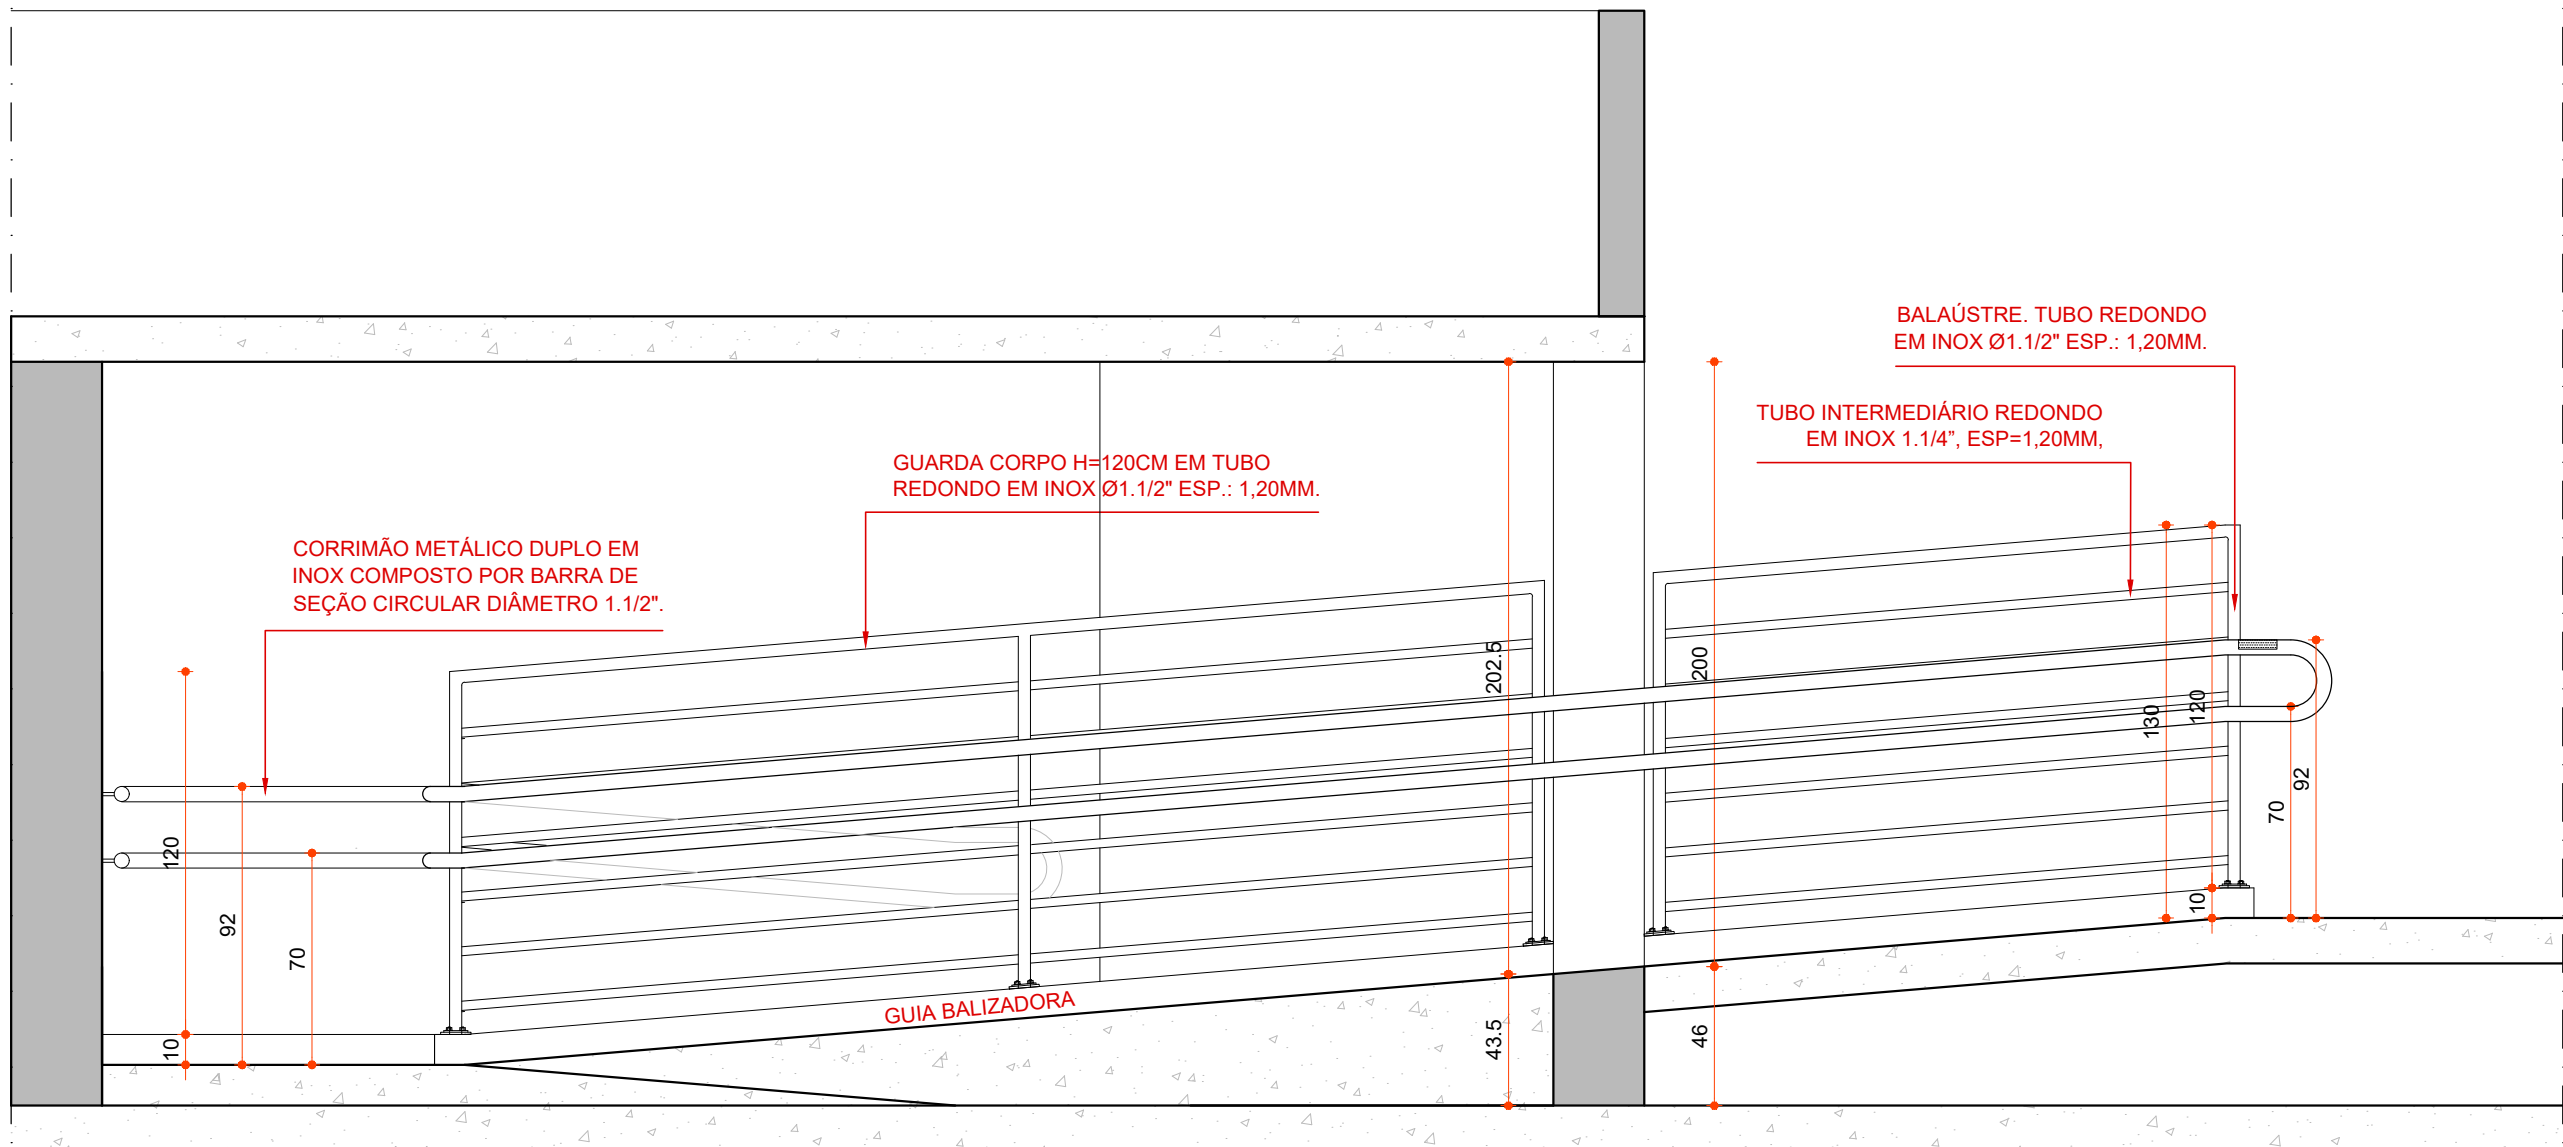 BALAÚSTRE. TUBO REDONDO
EM INOX Ø1.1/2" ESP.: 1,20MM.
TUBO INTERMEDIÁRIO REDONDO
EM INOX 1.1/4”, ESP=1,20MM,
GUARDA CORPO H=120CM EM TUBO
REDONDO EM INOX Ø1.1/2" ESP.: 1,20MM.
CORRIMÃO METÁLICO DUPLO EM
INOX COMPOSTO POR BARRA DE
SEÇÃO CIRCULAR DIÂMETRO 1.1/2".
202.5
200
130
120
92
70
10
120
92
70
10
GUIA BALIZADORA
43.5
46